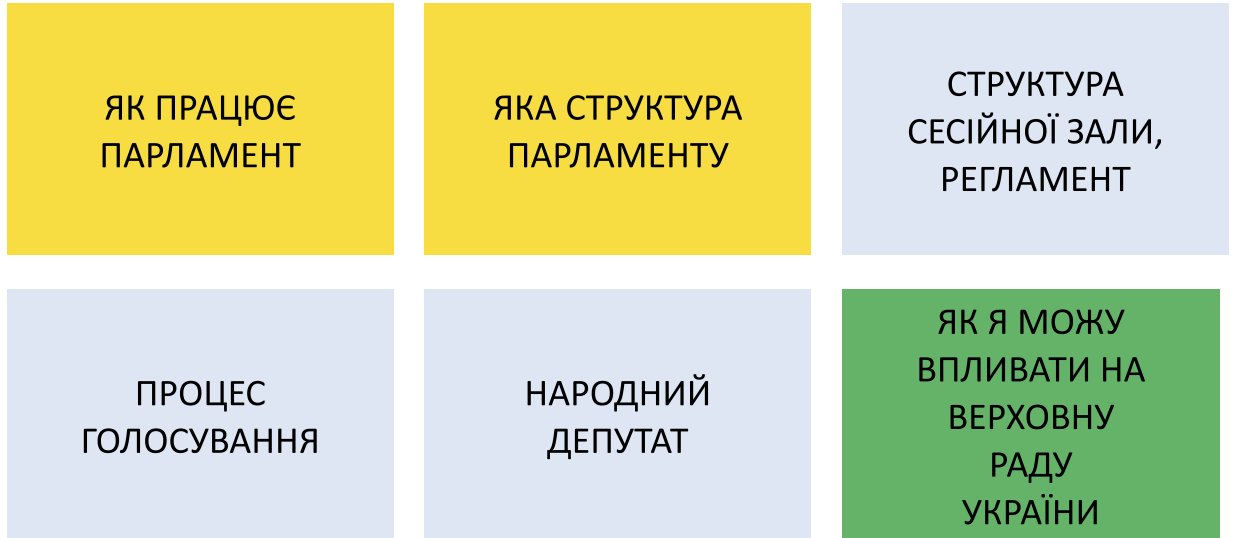 ЯК ПРАЦЮЄ
ПАРЛАМЕНТ
ЯКА СТРУКТУРА
ПАРЛАМЕНТУ
СТРУКТУРА
СЕСІЙНОЇ ЗАЛИ,
РЕГЛАМЕНТ
ПРОЦЕС
ГОЛОСУВАННЯ
НАРОДНИЙ
ДЕПУТАТ
ЯК Я МОЖУ
ВПЛИВАТИ НА
ВЕРХОВНУ
РАДУ
УКРАЇНИ